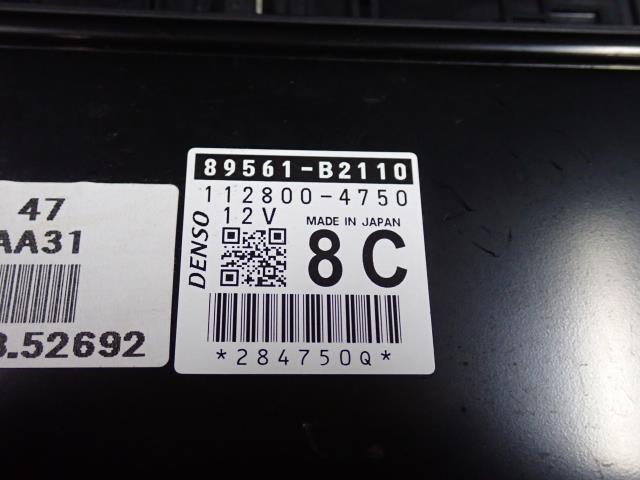 89561-B2110
112800-4750
12V
MADE IN JAPAN
DENSO
8C
*284750Q*
47
AA31
.52692